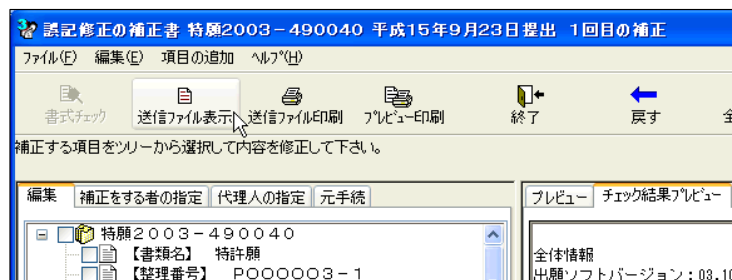 誤記修正の補正書 特願2003-490040 平成15年9月23日提出 1回目の補正
ファイル(F) 編集(E) 項目の追加 ヘルプ(H)
書式チェック 送信ファイル表示 送信ファイル印刷 プレビュー印刷 終了 戻す 全
補正する項目をツリーから選択して内容を修正して下さい。
編集 補正をする者の指定 代理人の指定 元手続 プレビュー チェック結果プレビュー
特願2003-490040
【書類名】 特許願 全体情報
【整理番号】 PO00003-1 出願ソフトバージョン:03.10